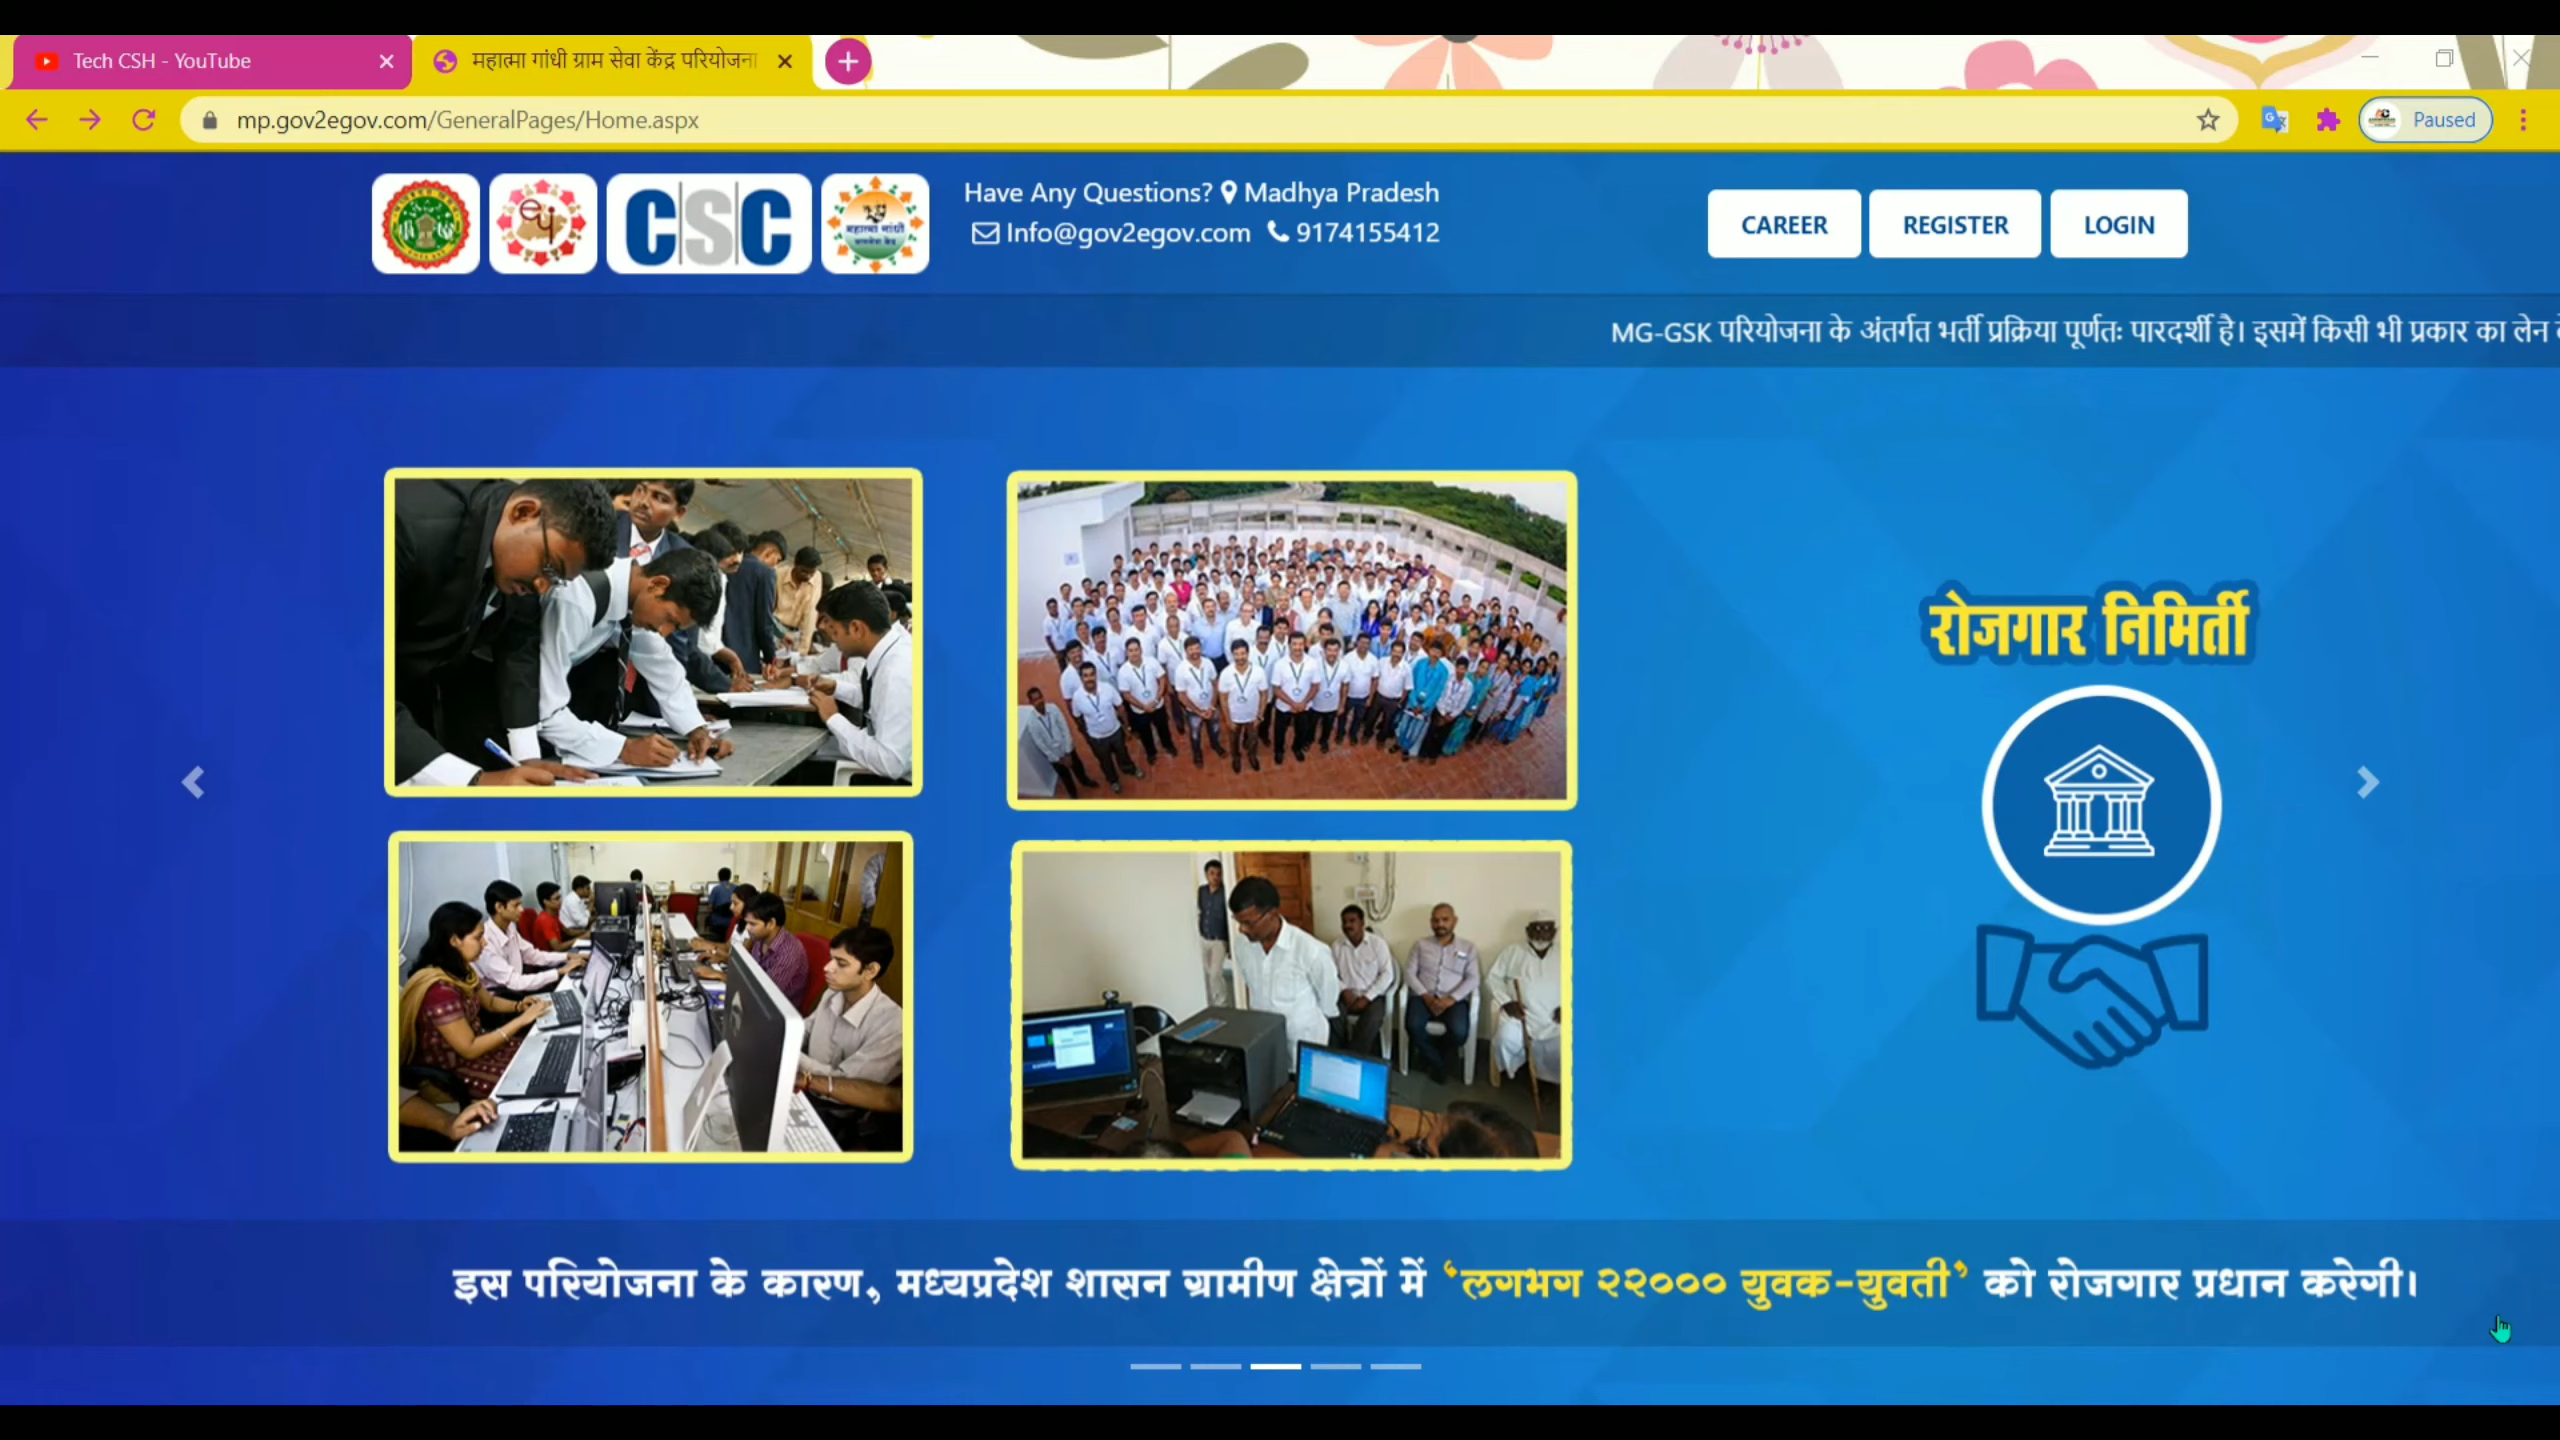 Tech CSH - YouTube
महात्मा गांधी ग्राम सेवा केंद्र परियोजना
mp.gov2egov.com/GeneralPages/Home.aspx
Paused
CSC
महात्मा गांधी
Have Any Questions? Madhya Pradesh
Info@gov2egov.com 9174155412
CAREER
REGISTER
LOGIN
MG-GSK परियोजना के अंतर्गत भर्ती प्रक्रिया पूर्णतः पारदर्शी है। इसमें किसी भी प्रकार का लेन
रोजगार निमिर्ती
इस परियोजना के कारण, मध्यप्रदेश शासन ग्रामीण क्षेत्रों में ‘लगभग २२००० युवक-युवती’ को रोजगार प्रधान करेगी।